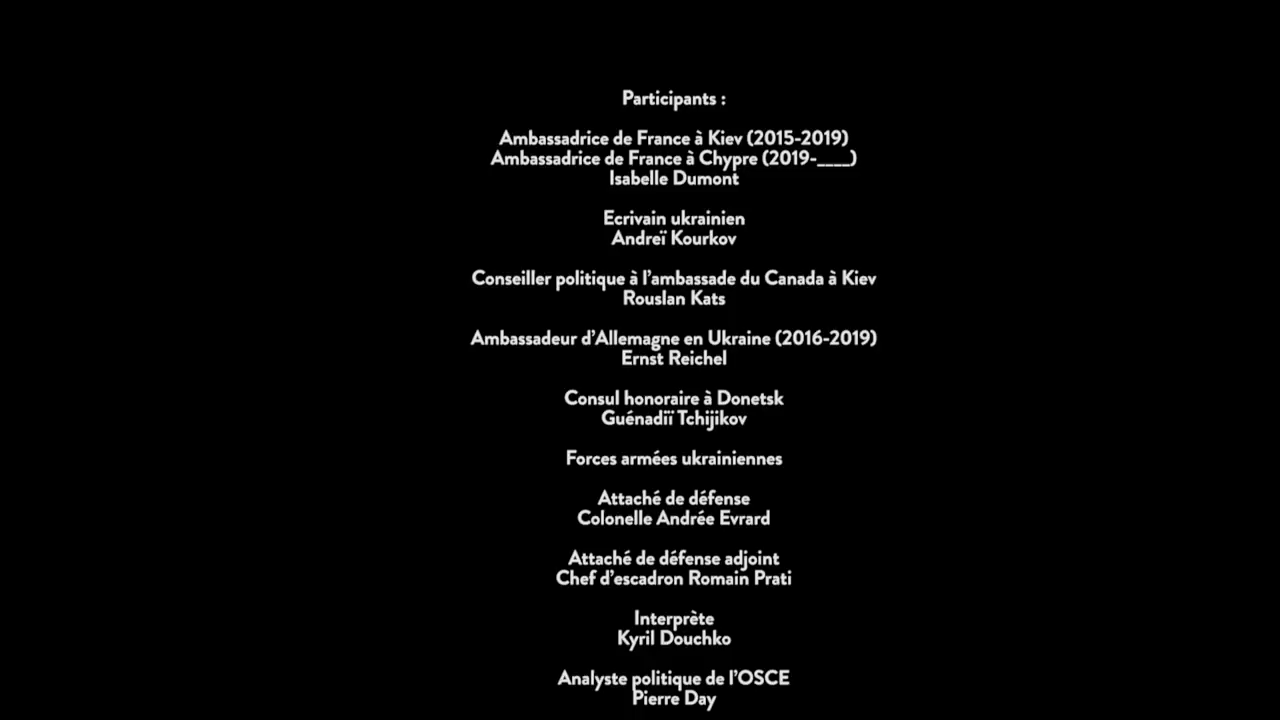 Participants :
Ambassadrice de France à Kiev (2015-2019)
Ambassadrice de France à Chypre (2019-____)
Isabelle Dumont
Ecrivain ukrainien
Andreï Kourkov
Conseiller politique à l'ambassade du Canada à Kiev
Rouslan Kats
Ambassadeur d'Allemagne en Ukraine (2016-2019)
Ernst Reichel
Consul honoraire à Donetsk
Guénadïï Tchijikov
Forces armées ukrainiennes
Attaché de défense
Colonelle Andrée Evrard
Attaché de défense adjoint
Chef d'escadron Romain Prati
Interprète
Kyril Douchko
Analyste politique de l'OSCE
Pierre Day